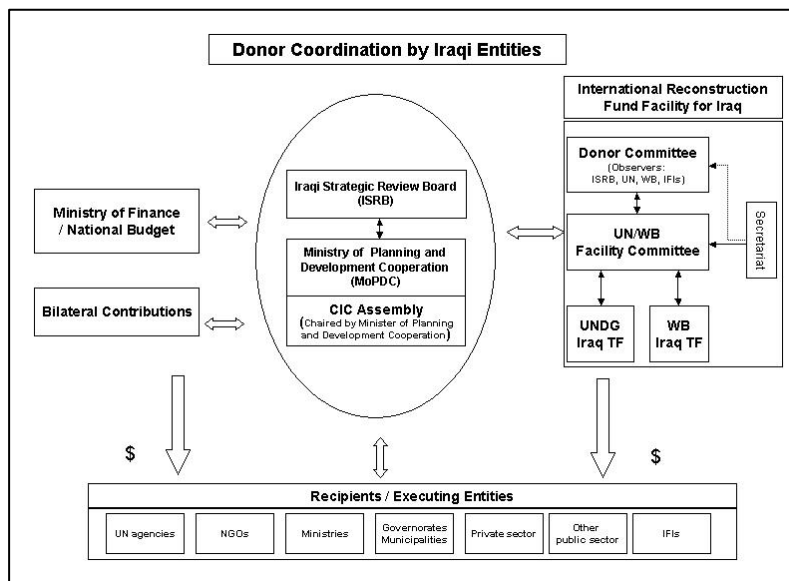 Donor Coordination by Iraqi Entities
International Reconstruction
Fund Facility for Iraq
Ministry of Finance
/ National Budget
Bilateral Contributions
Iraqi Strategic Review Board
(ISRB)
Ministry of Planning and
Development Cooperation
(MoPDC)
CIC Assembly
(Chaired by Minister of Planning
and Development Cooperation)
Donor Committee
(Observers:
ISRB, UN, WB, IFIs)
UN/WB
Facility Committee
Secretariat
UNDG
Iraq TF
WB
Iraq TF
$
$
Recipients / Executing Entities
UN agencies
NGOs
Ministries
Governorates
Municipalities
Private sector
Other
public sector
IFIs